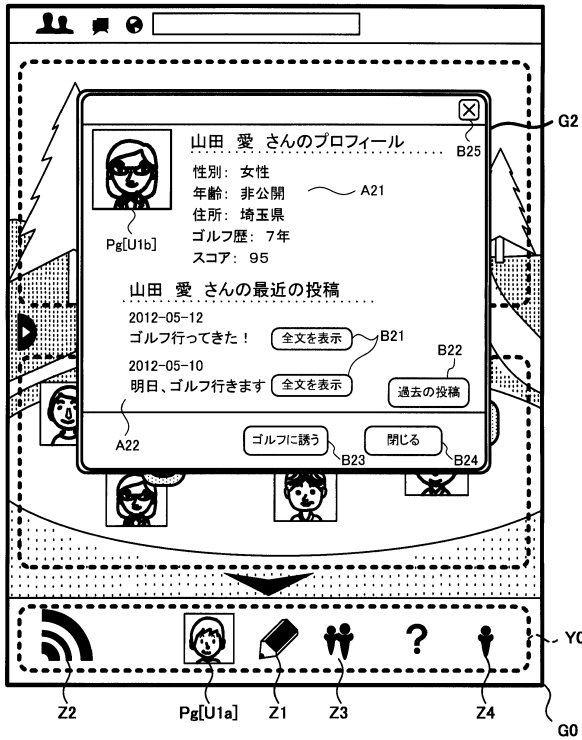 G2
B25
山田 愛 さんのプロフィール
性別: 女性
年齢: 非公開
A21
住所: 埼玉県
ゴルフ歴: 7年
スコア: 95
Pg[U1b]
山田 愛 さんの最近の投稿
2012-05-12
ゴルフ行ってきた!
全文を表示
B21
2012-05-10
明日、ゴルフ行きます
全文を表示
B22
過去の投稿
A22
ゴルフに誘う
B23
閉じる
B24
?
Y0
Z2
Pg[U1a]
Z1
Z3
Z4
G0